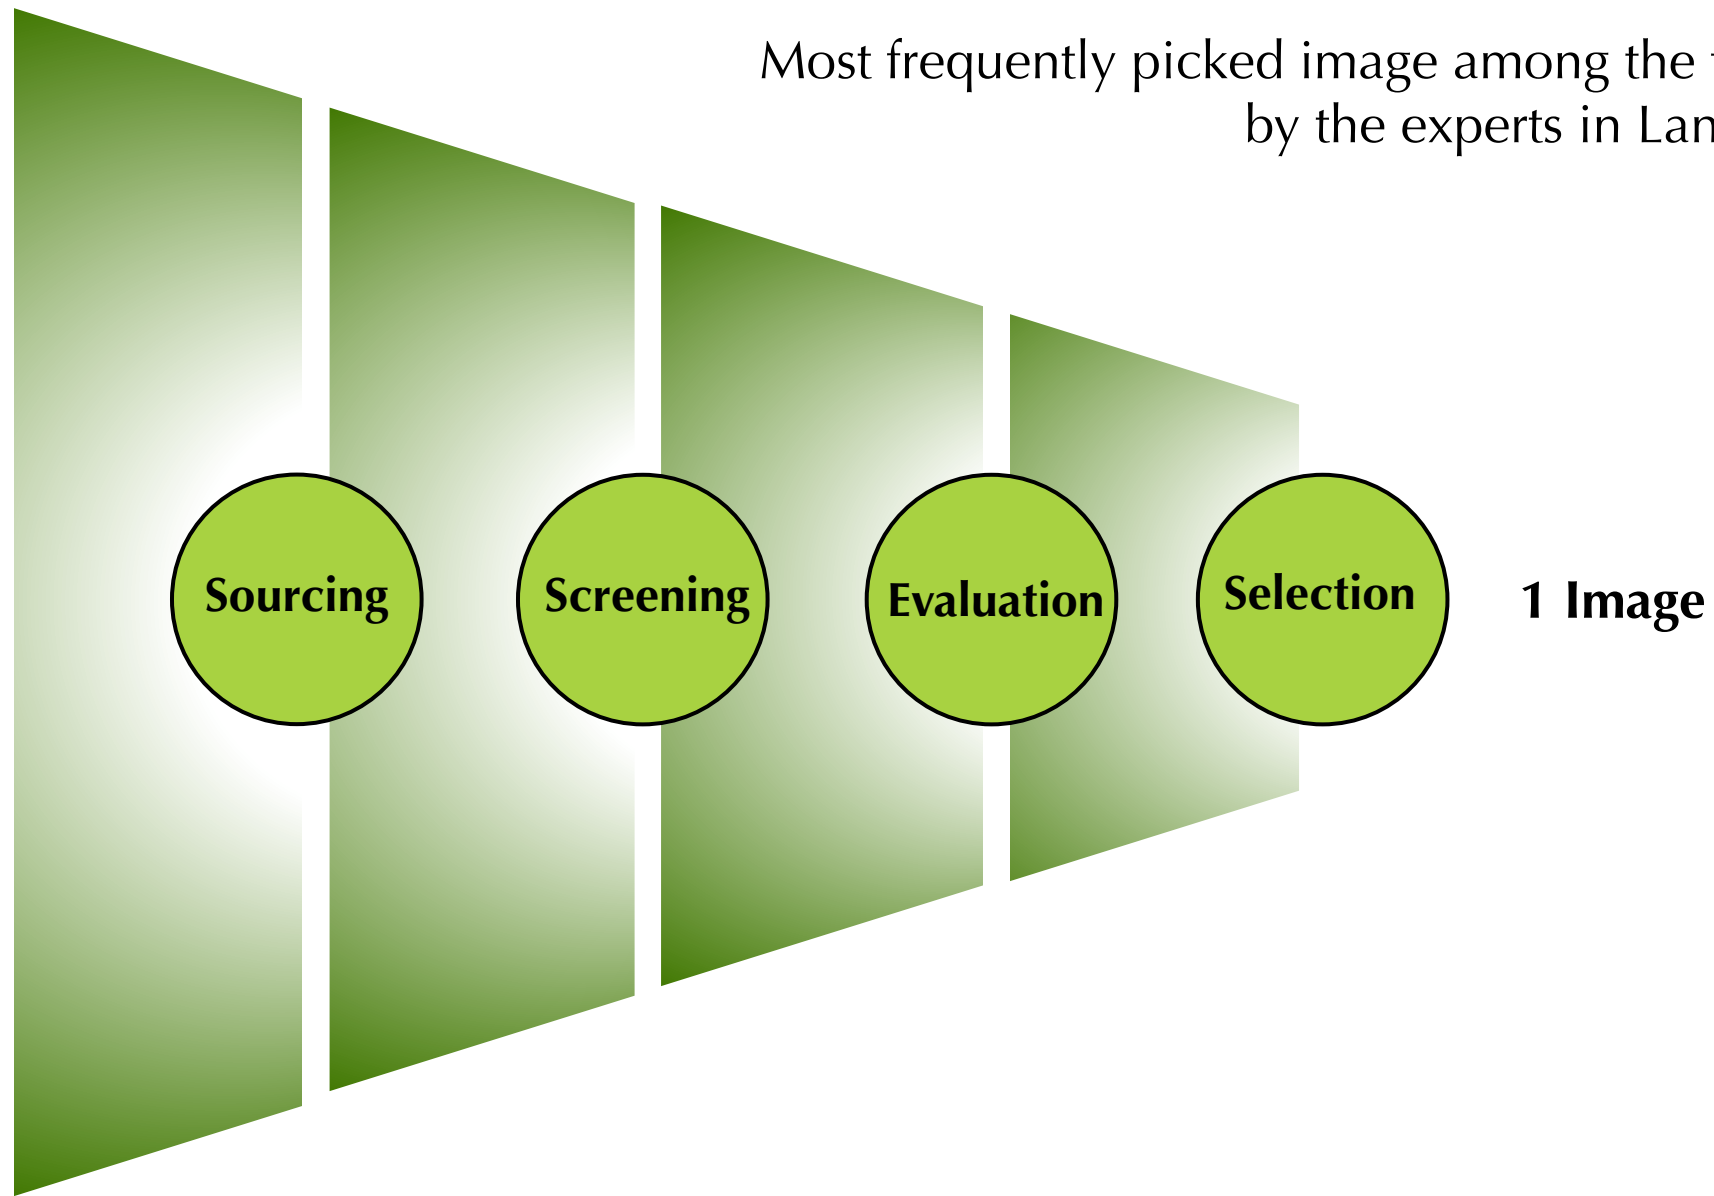 Most frequently picked image among the
by the experts in
Sourcing
Screening
Evaluation
Selection
1 Image